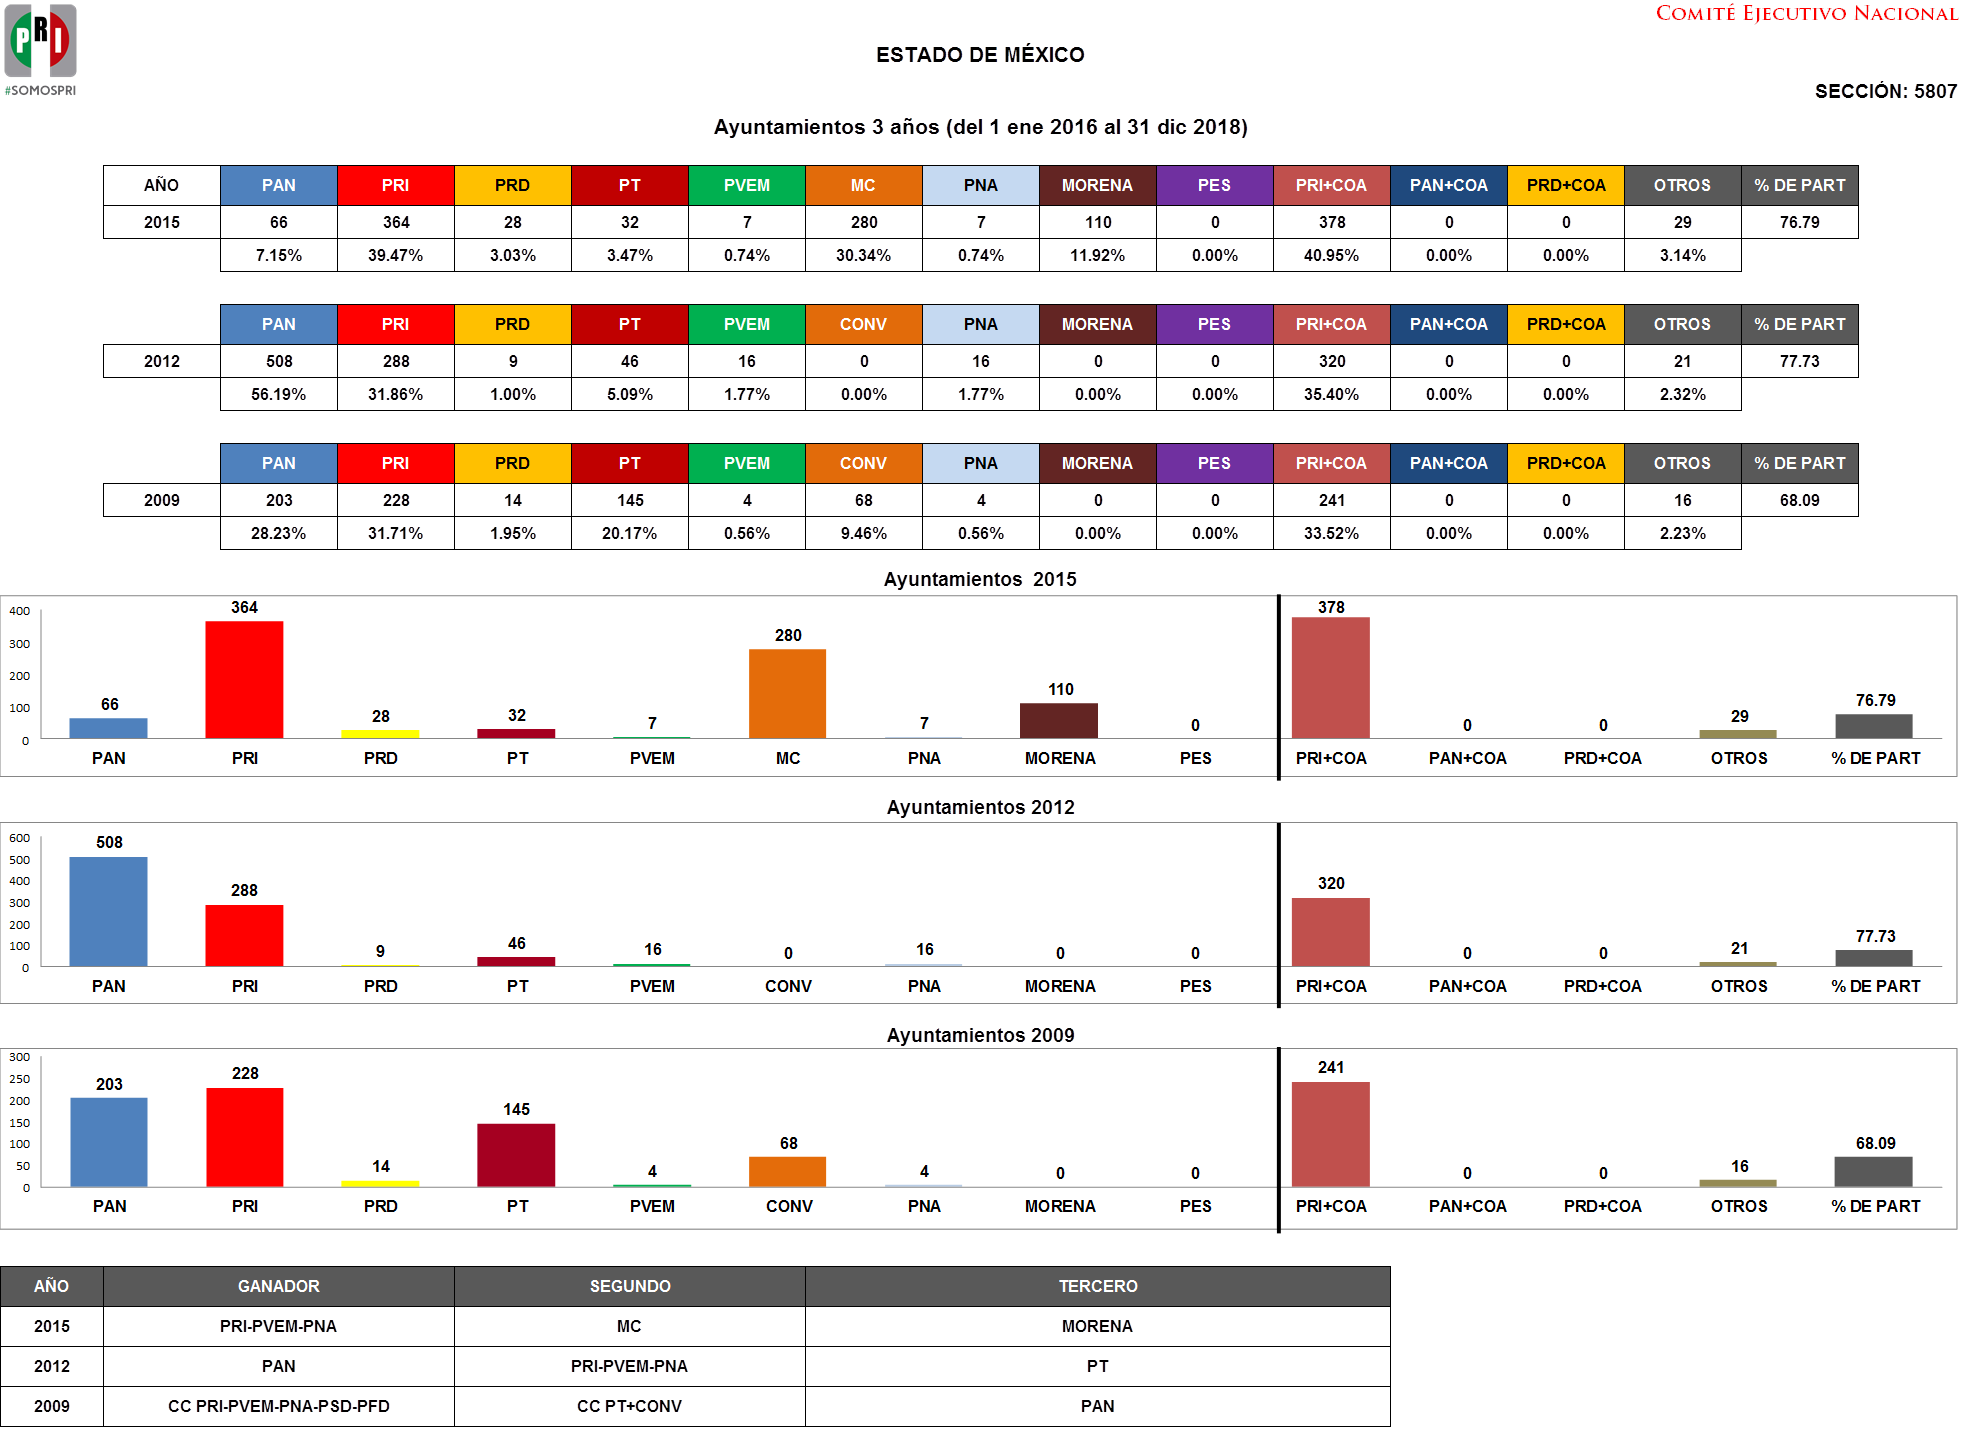 COMITÉ EJECUTIVO NACIONAL
PRI
#SOMOSPRI
ESTADO DE MÉXICO
SECCIÓN: 5807
Ayuntamientos 3 años (del 1 ene 2016 al 31 dic 2018)
AÑO PAN PRI PRD PT PVEM MC PNA MORENA PES PRI+COA PAN+COA PRD+COA OTROS % DE PART
2015 66 364 28 32 7 280 7 110 0 378 0 0 29 76.79
7.15% 39.47% 3.03% 3.47% 0.74% 30.34% 0.74% 11.92% 0.00% 40.95% 0.00% 0.00% 3.14%
PAN PRI PRD PT PVEM CONV PNA MORENA PES PRI+COA PAN+COA PRD+COA OTROS % DE PART
2012 508 288 9 46 16 0 16 0 0 320 0 0 21 77.73
56.19% 31.86% 1.00% 5.09% 1.77% 0.00% 1.77% 0.00% 0.00% 35.40% 0.00% 0.00% 2.32%
PAN PRI PRD PT PVEM CONV PNA MORENA PES PRI+COA PAN+COA PRD+COA OTROS % DE PART
2009 203 228 14 145 4 68 4 0 0 241 0 0 16 68.09
28.23% 31.71% 1.95% 20.17% 0.56% 9.46% 0.56% 0.00% 0.00% 33.52% 0.00% 0.00% 2.23%
Ayuntamientos 2015
400
300
200
100
0
66 364 28 32 7 280 7 110 0 378 0 0 29 76.79
PAN PRI PRD PT PVEM MC PNA MORENA PES PRI+COA PAN+COA PRD+COA OTROS % DE PART
Ayuntamientos 2012
600
500
400
300
200
100
0
508 288 9 46 16 0 16 0 0 320 0 0 21 77.73
PAN PRI PRD PT PVEM CONV PNA MORENA PES PRI+COA PAN+COA PRD+COA OTROS % DE PART
Ayuntamientos 2009
300
250
200
150
100
50
0
203 228 14 145 4 68 4 0 0 241 0 0 16 68.09
PAN PRI PRD PT PVEM CONV PNA MORENA PES PRI+COA PAN+COA PRD+COA OTROS % DE PART
AÑO GANADOR SEGUNDO TERCERO
2015 PRI-PVEM-PNA MC MORENA
2012 PAN PRI-PVEM-PNA PT
2009 CC PRI-PVEM-PNA-PSD-PFD CC PT+CONV PAN